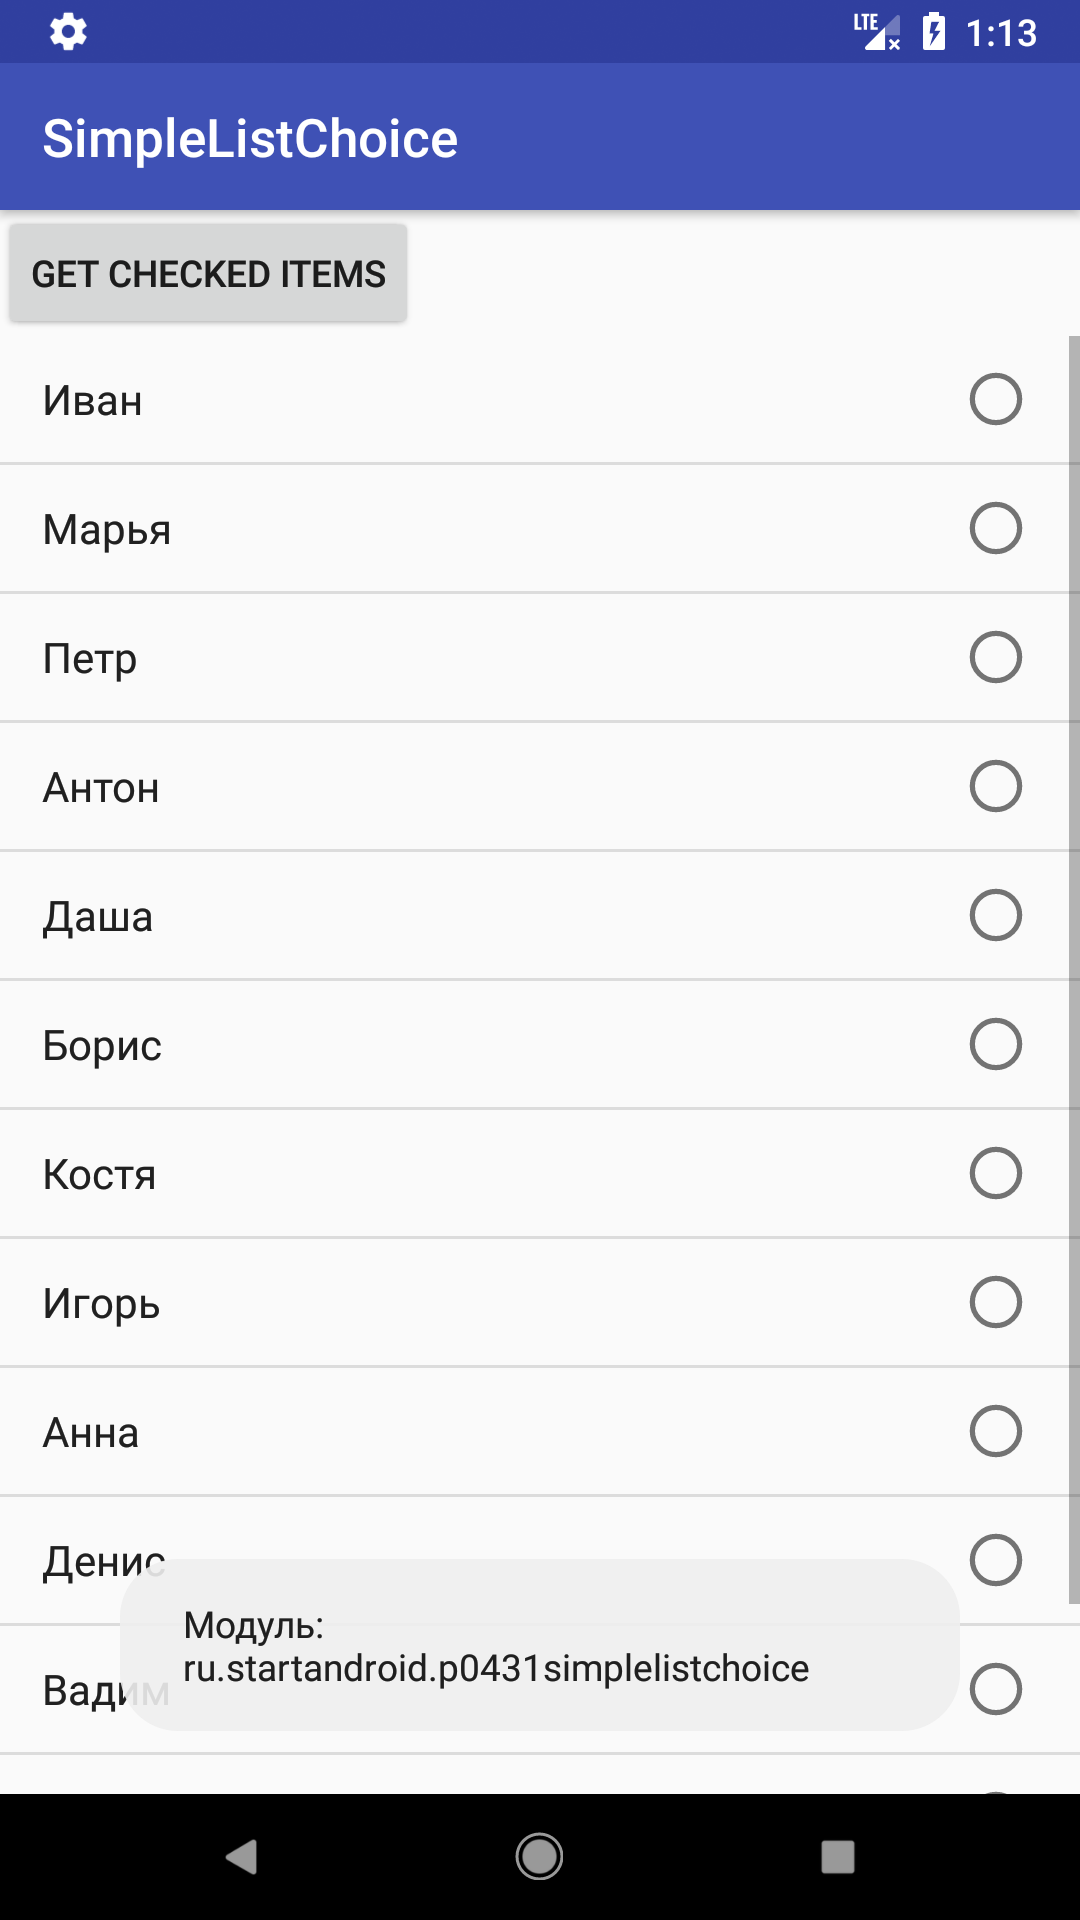 LTE 1:13
SimpleListChoice
GET CHECKED ITEMS
Иван
Марья
Петр
Антон
Даша
Борис
Костя
Игорь
Анна
Денис
Модуль:
ru.startandroid.p0431simplelistchoice
Вадим